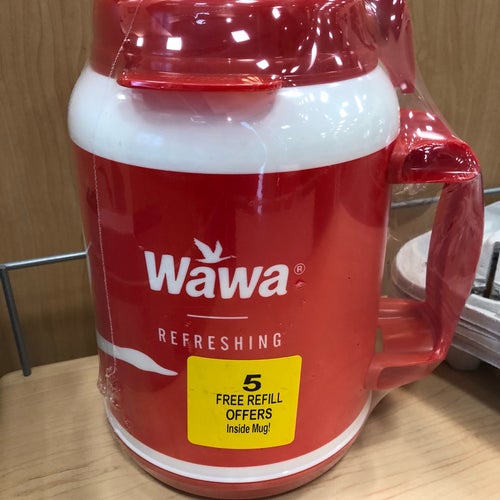 Wawa®
REFRESHING
5
FREE REFILL
OFFERS
Inside Mug!